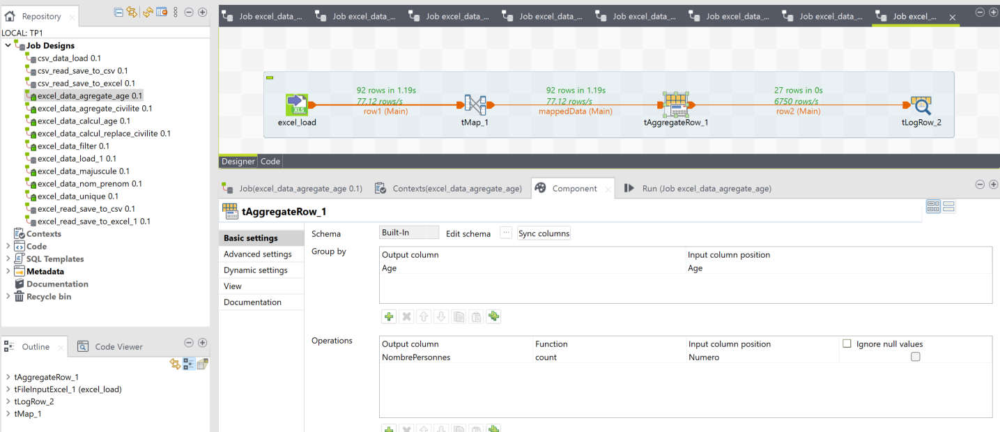 Repository
LOCAL: TP1
Job Designs
csv_data_load 0.1
csv_read_save_to_csv 0.1
csv_read_save_to_excel 0.1
excel_data_agregate_age 0.1
excel_data_agregate_civilite 0.1
excel_data_calcul_age 0.1
excel_data_calcul_replace_civilite 0.1
excel_data_filter 0.1
excel_data_load_1 0.1
excel_data_majuscule 0.1
excel_data_nom_prenom 0.1
excel_data_unique 0.1
excel_read_save_to_csv 0.1
excel_read_save_to_excel_1 0.1
Contexts
Code
SQL Templates
Metadata
Documentation
Recycle bin
Outline Code Viewer
tAggregateRow_1
tFileInputExcel_1 (excel_load)
tLogRow_2
tMap_1
Job excel_data_... Job excel_data_... Job excel_data_... Job excel_data_... Job excel_data_... Job excel_data_... Job excel_data_... Job excel_...
92 rows in 1.19s 92 rows in 1.19s 27 rows in 0s
77.12 rows/s 77.12 rows/s 6750 rows/s
row1 (Main) mappedData (Main) row2 (Main)
XLS
excel_load tMap_1 tAggregateRow_1 tLogRow_2
Designer Code
Job(excel_data_agregate_age 0.1) Contexts(excel_data_agregate_age) Component Run (Job excel_data_agregate_age)
tAggregateRow_1
Basic settings
Advanced settings
Dynamic settings
View
Documentation
Schema Built-In Edit schema ... Sync columns
Group by
Output column Input column position
Age Age
Operations
Output column Function Input column position Ignore null values
NombrePersonnes count Numero